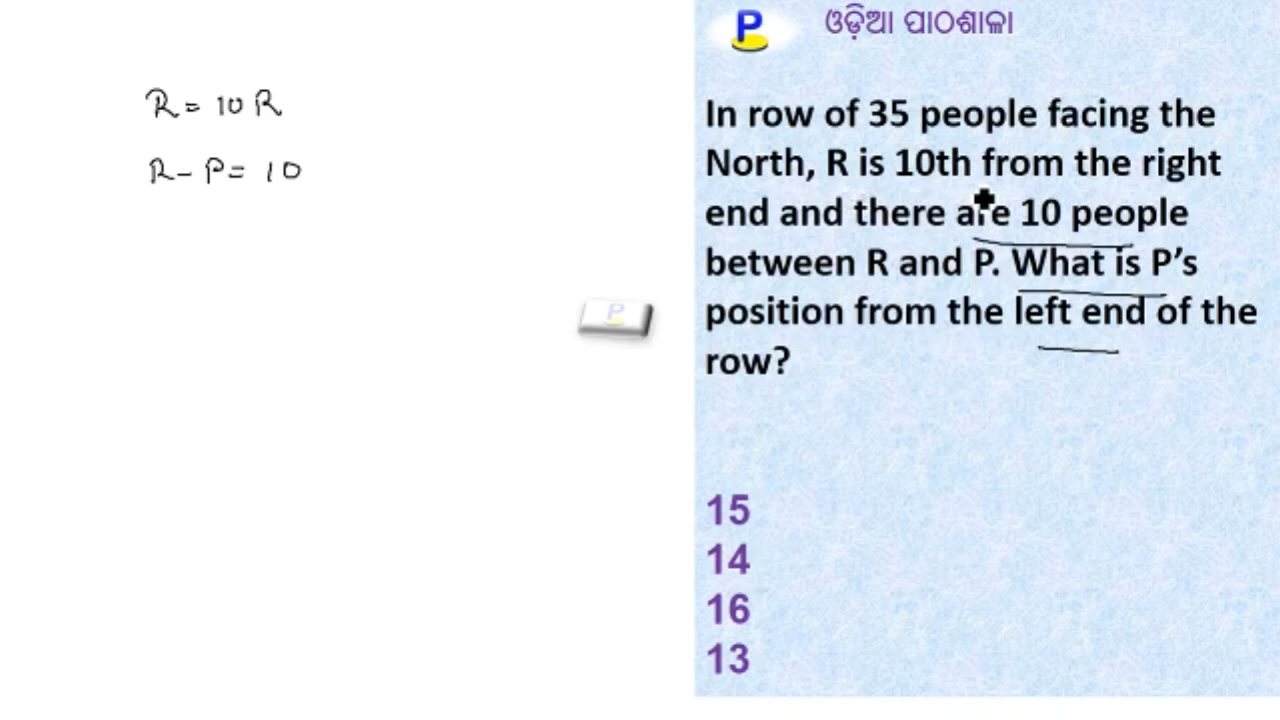 R = 10 R
R - P = 10
P
P
ଓଡ଼ିଆ ପାଠଶାଳା
In row of 35 people facing the
North, R is 10th from the right
end and there are 10 people
between R and P. What is P’s
position from the left end of the
row?
15
14
16
13